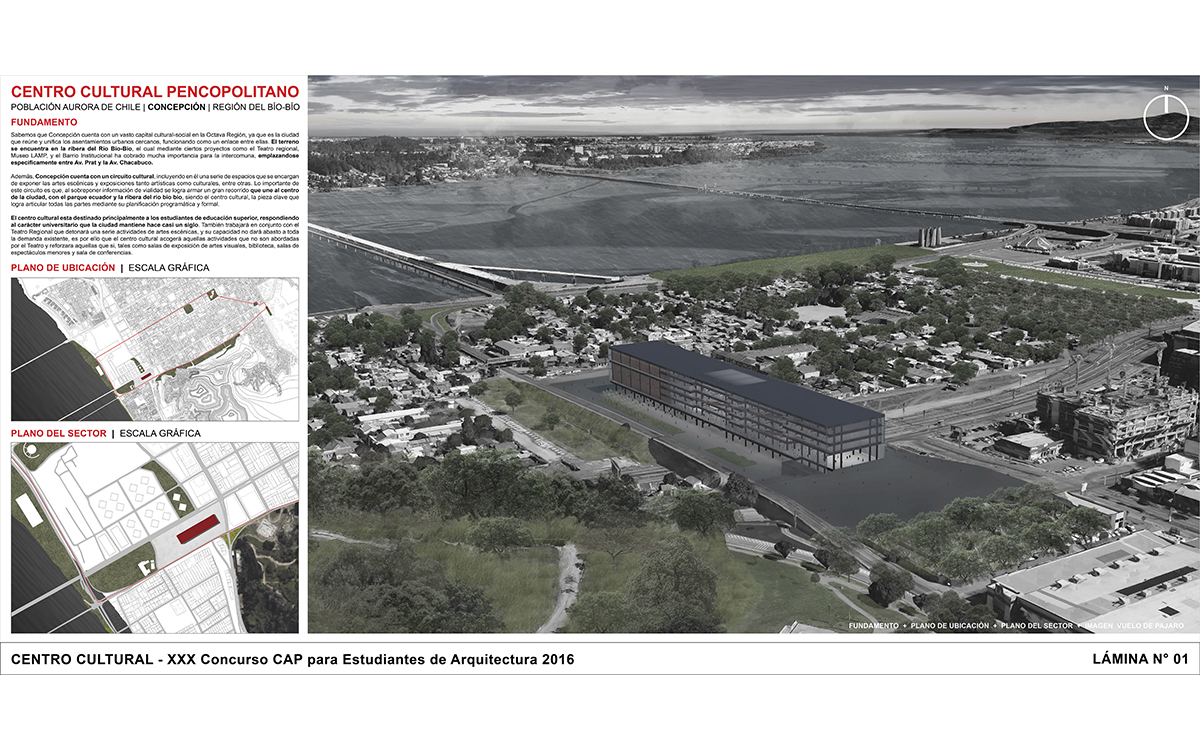 CENTRO CULTURAL PENCOPOLITANO
POBLACIÓN AURORA DE CHILE | CONCEPCIÓN | REGIÓN DEL BÍO-BÍO
FUNDAMENTO
Sabemos que Concepción cuenta con un vasto capital cultural-social en la Octava Región, ya que es la ciudad
que reúne y unifica los asentamientos urbanos cercanos, funcionando como un enlace entre ellas. El terreno
se encuentra en la ribera del Río Bío-Bío, el cual mediante ciertos proyectos como el Teatro regional,
Museo LAMP, y el Barrio Institucional ha cobrado mucha importancia para la intercomuna, emplazandose
específicamente entre Av. Prat y la Av. Chacabuco.
Además, Concepción cuenta con un circuito cultural, incluyendo en él una serie de espacios que se encargan
de exponer las artes escénicas y exposiciones tanto artísticas como culturales, entre otras. Lo importante de
este circuito es que, al sobreponer información de vialidad se logra armar un gran recorrido que une al centro
de la ciudad, con el parque ecuador y la ribera del río bío bío, siendo el centro cultural, la pieza clave que
logra articular todas las partes mediante su planificación programática y formal.
El centro cultural esta destinado principalmente a los estudiantes de educación superior, respondiendo
al carácter universitario que la ciudad mantiene hace casi un siglo. También trabajará en conjunto con el
Teatro Regional que detonará una serie actividades de artes escénicas, y su capacidad no dará abasto a toda
la demanda existente, es por ello que el centro cultural acogerá aquellas actividades que no son abordadas
por el Teatro y reforzara aquellas que si, tales como salas de exposición de artes visuales, biblioteca, salas de
espectáculos menores y sala de conferencias.
PLANO DE UBICACIÓN | ESCALA GRÁFICA
PLANO DEL SECTOR | ESCALA GRÁFICA
N
FUNDAMENTO + PLANO DE UBICACIÓN + PLANO DEL SECTOR + IMAGEN, VUELO DE PÁJARO
CENTRO CULTURAL - XXX Concurso CAP para Estudiantes de Arquitectura 2016
LÁMINA N° 01